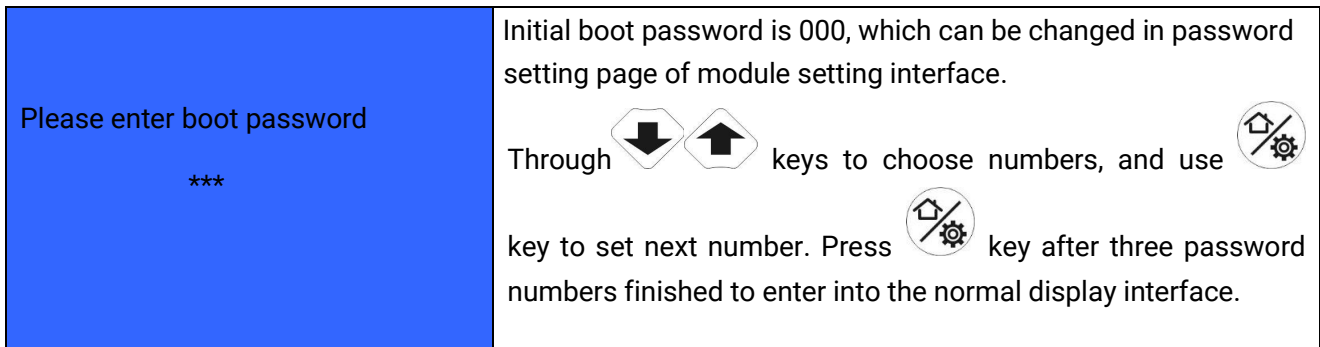 Please enter boot password
***
Initial boot password is 000, which can be changed in password
setting page of module setting interface.
Through keys to choose numbers, and use
key to set next number. Press key after three password
numbers finished to enter into the normal display interface.